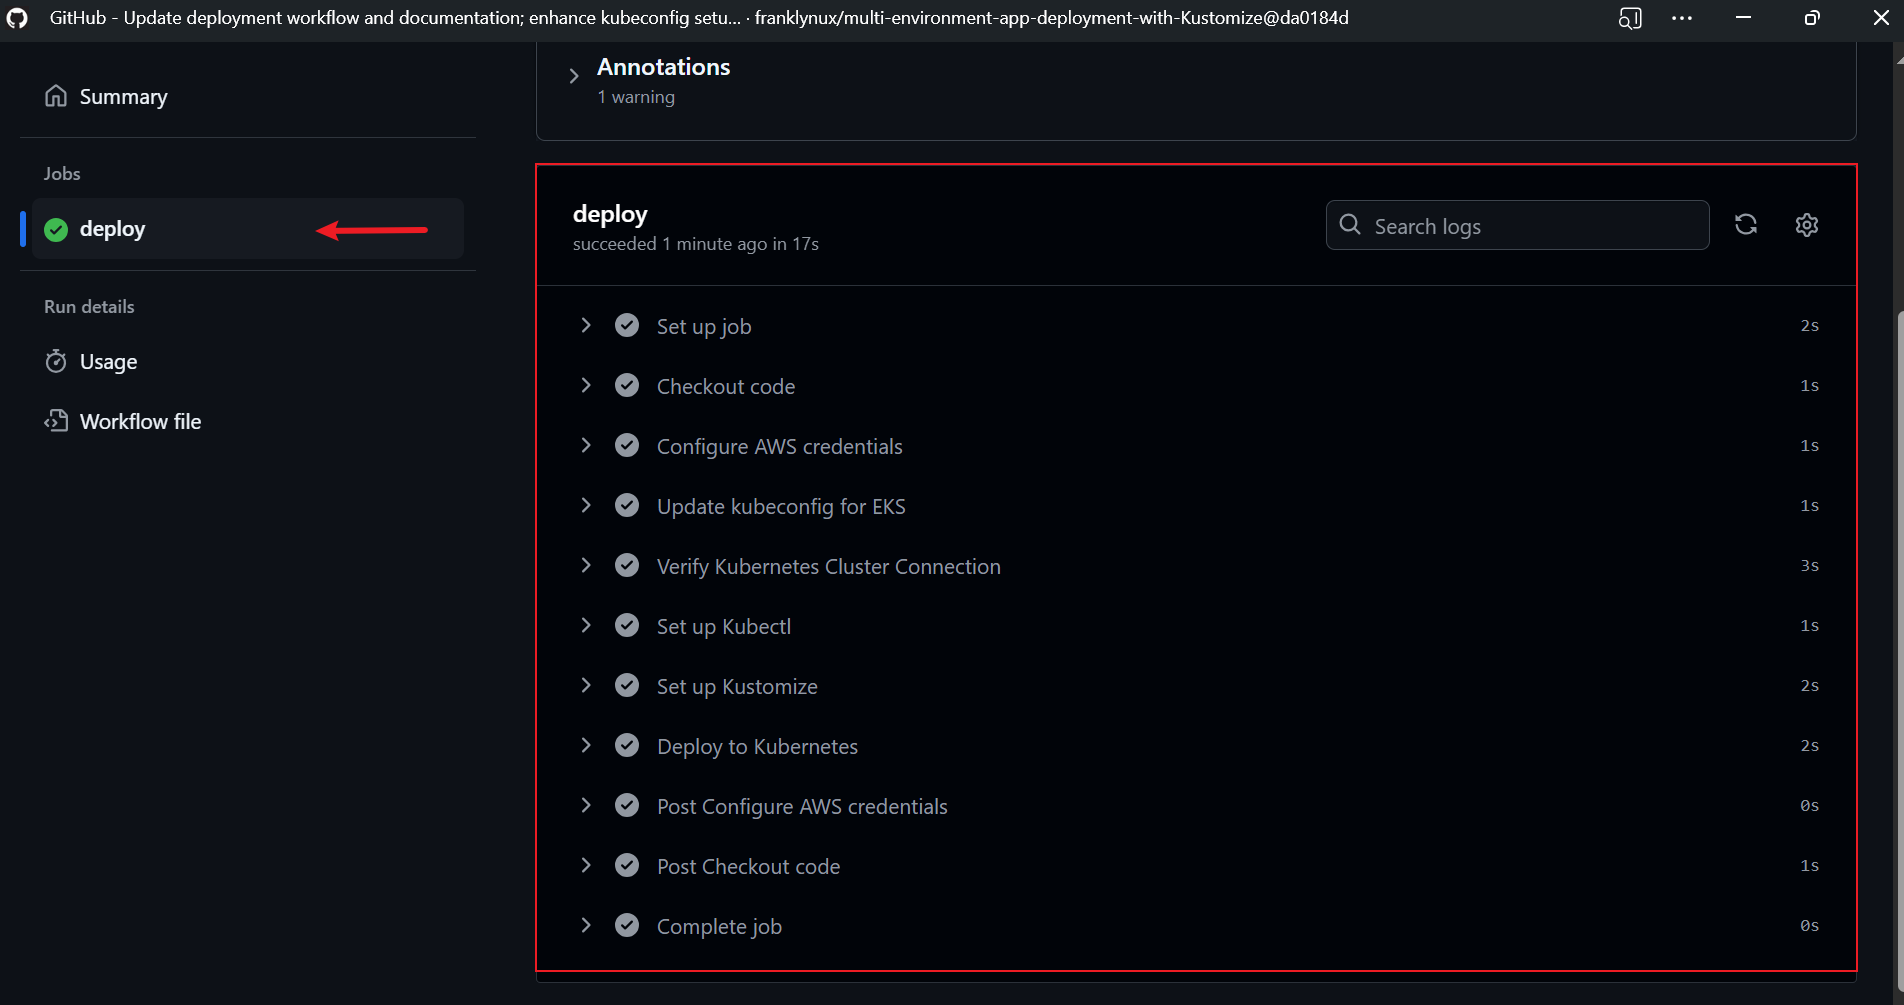 GitHub - Update deployment workflow and documentation; enhance kubeconfig setu... · franklynux/multi-environment-app-deployment-with-Kustomize@da0184d
Summary
Jobs
deploy
Run details
Usage
Workflow file
Annotations
1 warning
deploy
succeeded 1 minute ago in 17s
Search logs
Set up job 2s
Checkout code 1s
Configure AWS credentials 1s
Update kubeconfig for EKS 1s
Verify Kubernetes Cluster Connection 3s
Set up Kubectl 1s
Set up Kustomize 2s
Deploy to Kubernetes 2s
Post Configure AWS credentials 0s
Post Checkout code 1s
Complete job 0s